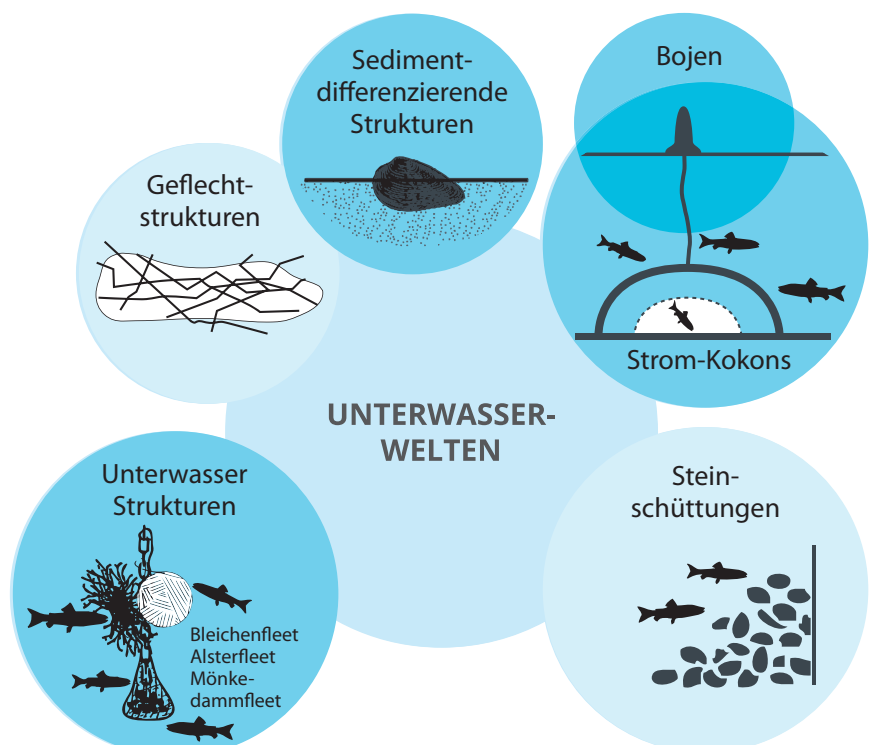 Sediment-
differenzierende
Strukturen
Bojen
Geflecht-
strukturen
Strom-Kokons
UNTERWASSER-
WELTEN
Unterwasser
Strukturen
Bleichenfleet
Alsterfleet
Mönke-
dammfleet
Stein-
schüttungen